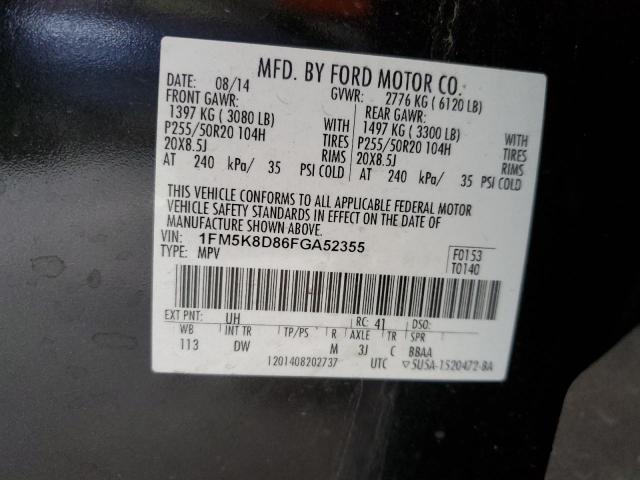 MFD. BY FORD MOTOR CO.
DATE: 08/14 GVWR: 2776 KG ( 6120 LB)
FRONT GAWR: REAR GAWR:
1397 KG ( 3080 LB) WITH 1497 KG ( 3300 LB) WITH
P255/50R20 104H TIRES P255/50R20 104H TIRES
20X8.5J RIMS 20X8.5J RIMS
AT 240 kPa/ 35 PSI COLD AT 240 kPa/ 35 PSI COLD
THIS VEHICLE CONFORMS TO ALL APPLICABLE FEDERAL MOTOR
VEHICLE SAFETY STANDARDS IN EFFECT ON THE DATE OF
MANUFACTURE SHOWN ABOVE.
VIN: 1FM5K8D86FGA52355 F0153
TYPE: MPV T0140
EXT PNT: UH RC: 41 DSO:
WB INT TR TP/PS R AXLE TR SPR
113 DW M 3J C BBAA
1201408202737 UTC ▽5U5A-1520472-BA